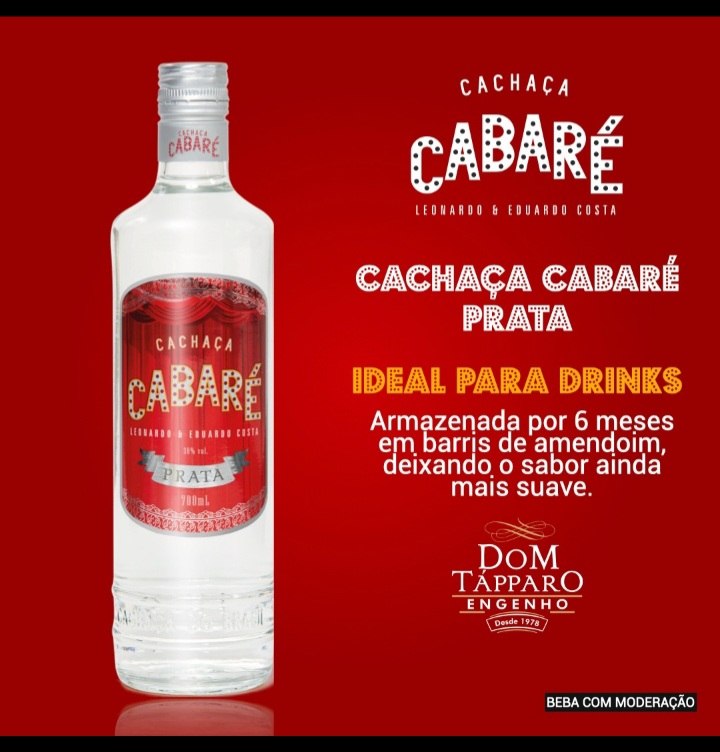 CACHAÇA
CABARÉ
CACHAÇA
CABARÉ
LEONARDO & EDUARDO COSTA
PRATA
700mL
CACHAÇA
CABARÉ
LEONARDO & EDUARDO COSTA
CACHAÇA CABARÉ
PRATA
IDEAL PARA DRINKS
Armazenada por 6 meses
em barris de amendoim,
deixando o sabor ainda
mais suave.
DOM
TÁPPARO
ENGENHO
Desde 1978
BEBA COM MODERAÇÃO